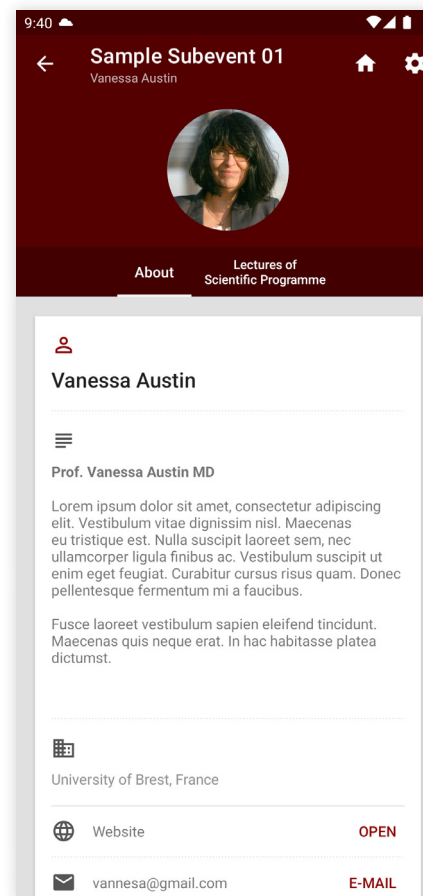 9:40
Sample Subevent 01
Vanessa Austin
About
Lectures of
Scientific Programme
Vanessa Austin
Prof. Vanessa Austin MD
Lorem ipsum dolor sit amet, consectetur adipiscing
elit. Vestibulum vitae dignissim nisl. Maecenas
eu tristique est. Nulla suscipit laoreet sem, nec
ullamcorper ligula finibus ac. Vestibulum suscipit ut
enim eget feugiat. Curabitur cursus risus quam. Donec
pellentesque fermentum mi a faucibus.
Fusce laoreet vestibulum sapien eleifend tincidunt.
Maecenas quis neque erat. In hac habitasse platea
dictumst.
University of Brest, France
Website OPEN
vannesa@gmail.com E-MAIL